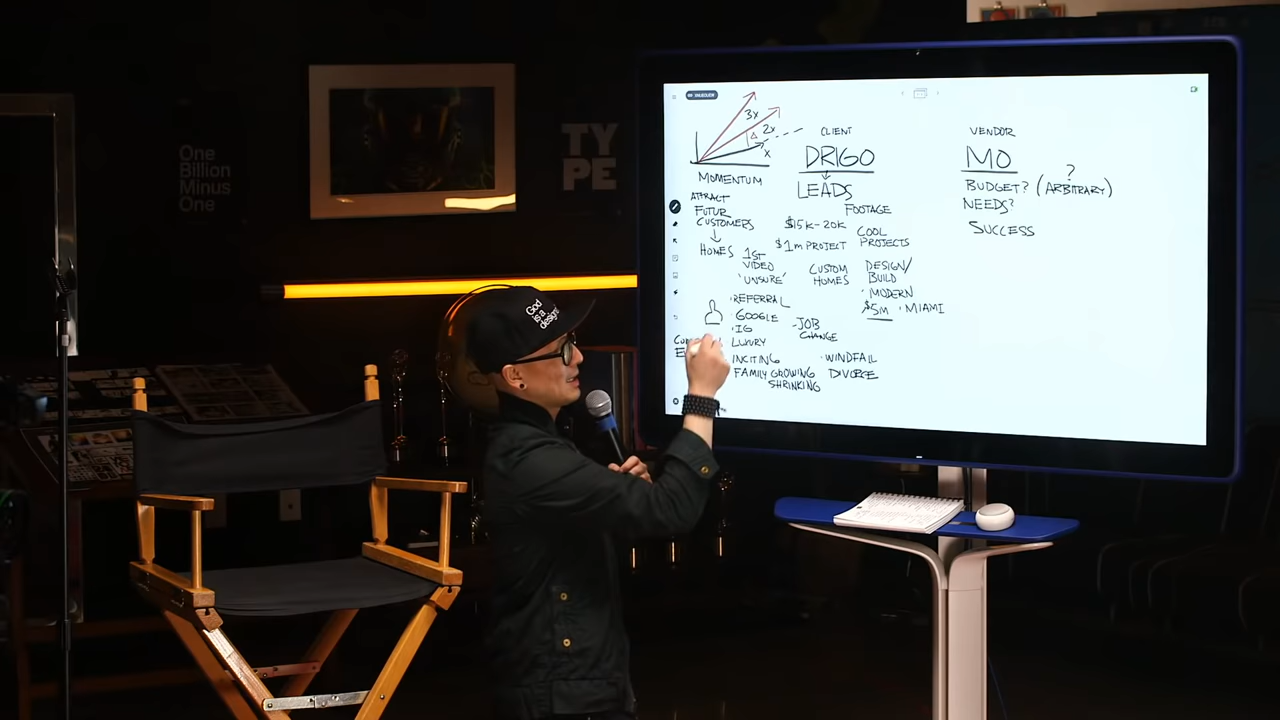 One
Billion
Minus
One
TY
PE
God
is a
designer
3X
2X
X
MOMENTUM
ATTRACT
FUTUR
CUSTOMERS
HOMES
CLIENT
DRIGO
LEADS
FOOTAGE
$15K-20K
COOL
PROJECTS
$1M PROJECT
1ST
VIDEO
"UNSURE"
CUSTOM
HOMES
DESIGN/
BUILD
· MODERN
$5M · MIAMI
· REFERRAL
· GOOGLE
· IG
LUXURY
- JOB
CHANGE
INCITING
FAMILY GROWING
SHRINKING
· WINDFALL
DIVORCE
VENDOR
MO
BUDGET? (ARBITRARY)
?
NEEDS?
SUCCESS